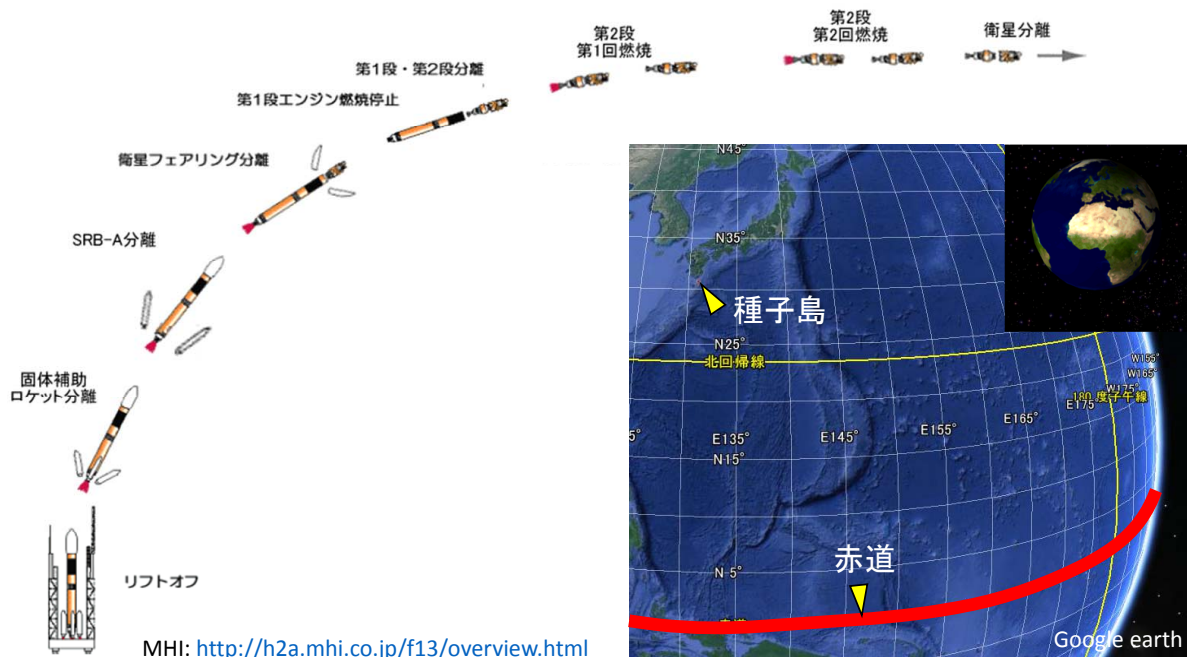 第2段
第1回燃焼
第2段
第2回燃焼
衛星分離
第1段・第2段分離
第1段エンジン燃焼停止
衛星フェアリング分離
SRB-A分離
固体補助
ロケット分離
リフトオフ
MHI: http://h2a.mhi.co.jp/f13/overview.html
N45°
N35°
種子島
N25°
北回帰線
W155°
W165°
W175°
180 度子午線
E175°
E165°
E155°
E145°
E135°
5°
N15°
N 5°
赤道
赤道
Google earth